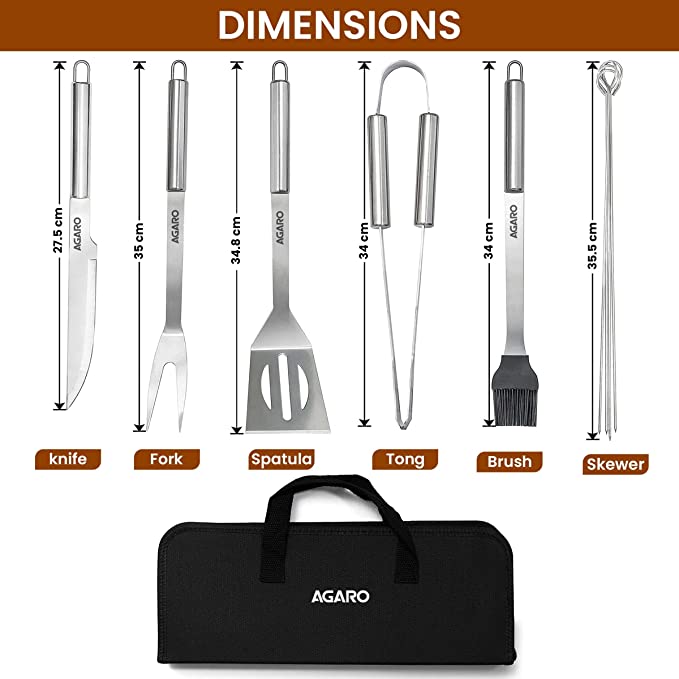 DIMENSIONS
27.5 cm
AGARO
35 cm
AGARO
34.8 cm
AGARO
34 cm
34 cm
AGARO
35.5 cm
knife
Fork
Spatula
Tong
Brush
Skewer
AGARO